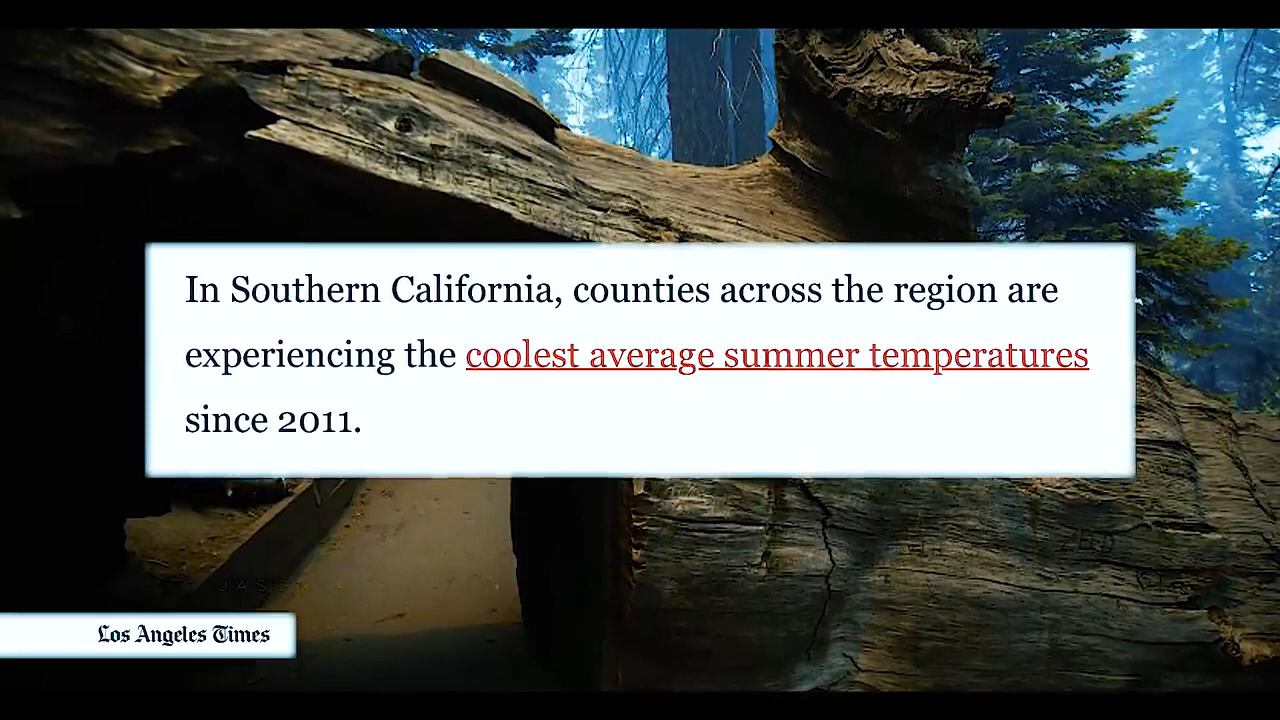 In Southern California, counties across the region are
experiencing the coolest average summer temperatures
since 2011.
JASON
Los Angeles Times